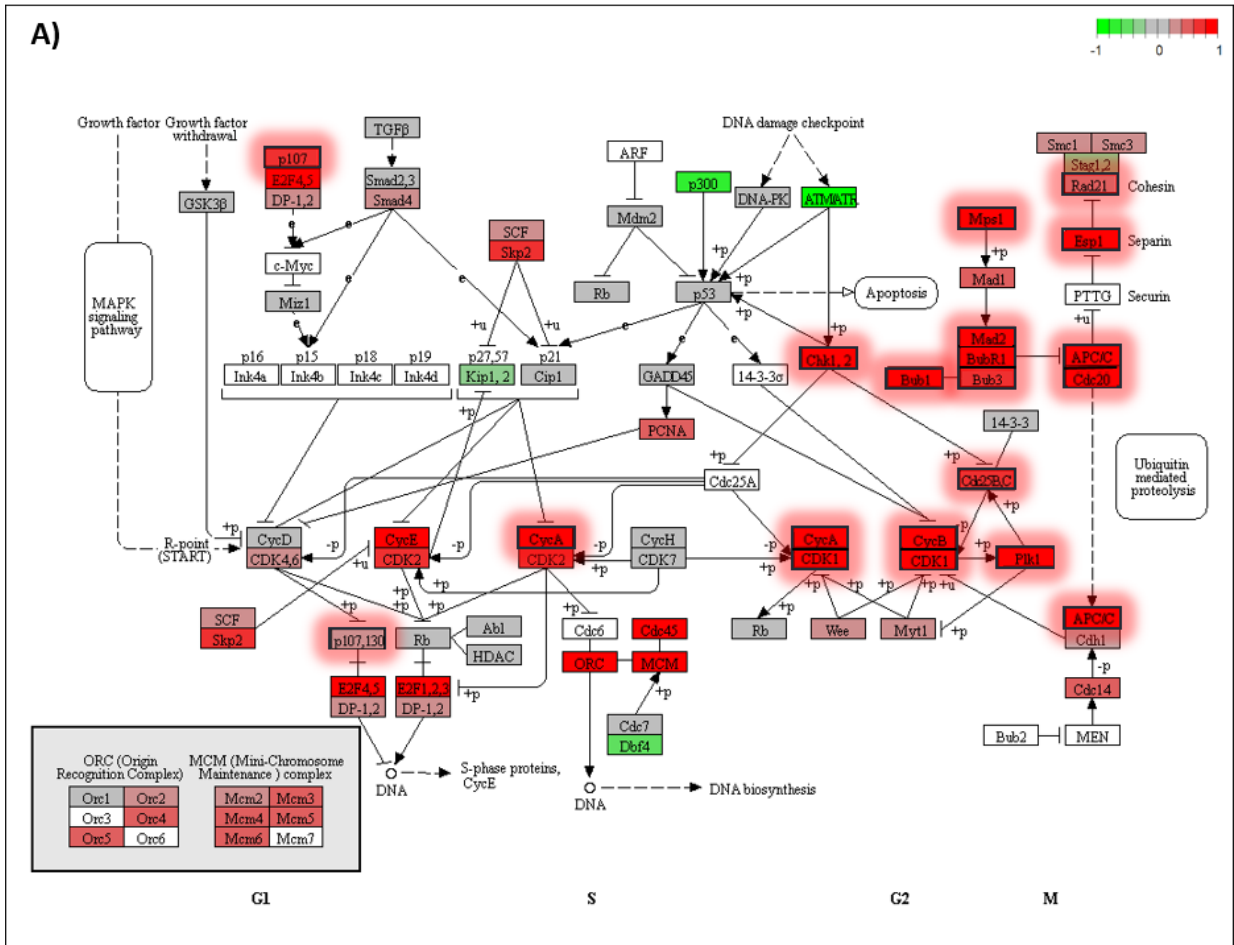 A)
-1 0 1
Growth factor
Growth factor
withdrawal
TGFβ
DNA damage checkpoint
Smc1 Smc3
p107
ARF
Stag1,2
E2F4,5
Smad2,3
p300
DNA-PK
ATM/ATR
Rad21
Cohesin
GSK3β
DP-1,2
Smad4
Mdm2
Mps1
SCF
Esp1
Separin
e
e
+p
+p
Skp2
c-Myc
e
e
Mad1
PTTG
Securin
MAPK
signaling
pathway
Miz1
Rb
p53
+p
+p
Apoptosis
e
+u
+u
e
+p
+u
Mad2
p16 p15 p18 p19
p27,57
p21
e
e
Chk1, 2
BubR1
APC/C
Ink4a Ink4b Ink4c Ink4d
Kip1, 2
Cip1
GADD45
14-3-3σ
Bub1
Bub3
Cdc20
+p
PCNA
14-3-3
+p
+p
Cdc25A
Cdc25B,C
Ubiquitin
mediated
proteolysis
R-point
(START)
+p
CycD
CycE
CycA
CycH
CycA
CycB
+p
-p
-p
-p
-p
CDK4,6
CDK2
CDK2
CDK7
CDK1
CDK1
+p
Plk1
+u
+p
+p
+p
+u
+p
+p
+p
+p
+p
+p
+p
SCF
Skp2
p107,130
Rb
Abl
HDAC
Cdc6
Cdc45
Rb
Wee
Myt1
+p
APC/C
Cdh1
ORC
MCM
-p
E2F4,5
E2F1,2,3
+p
+p
Cdc14
DP-1,2
DP-1,2
Cdc7
Dbf4
Bub2
MEN
DNA
S-phase proteins,
CycE
DNA
DNA biosynthesis
ORC (Origin
Recognition Complex)
MCM (Mini-Chromosome
Maintenance ) complex
Orc1 Orc2
Mcm2 Mcm3
Orc3 Orc4
Mcm4 Mcm5
Orc5 Orc6
Mcm6 Mcm7
G1 S G2 M